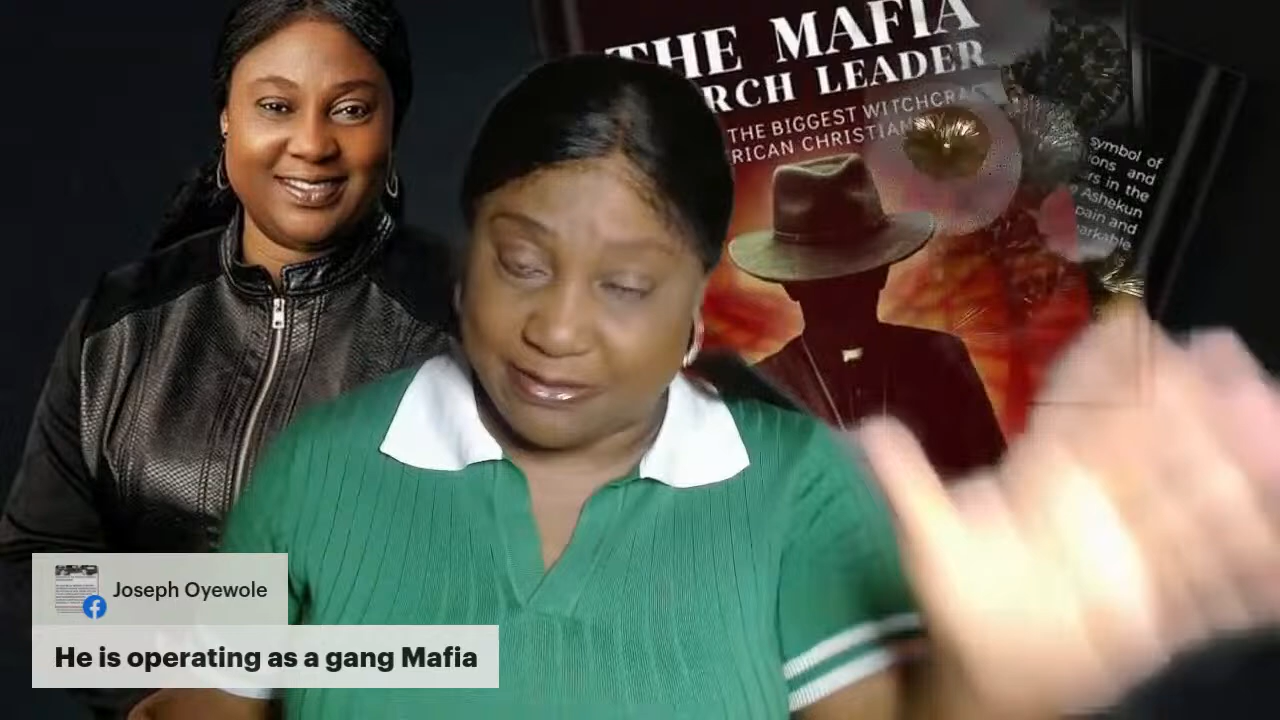 THE MAFIA
RCH LEADER
THE BIGGEST WITCHCRA
RICAN CHRISTIAN
symbol of
ions and
rs in the
Ashekun
pain and
arkable
Joseph Oyewole
He is operating as a gang Mafia